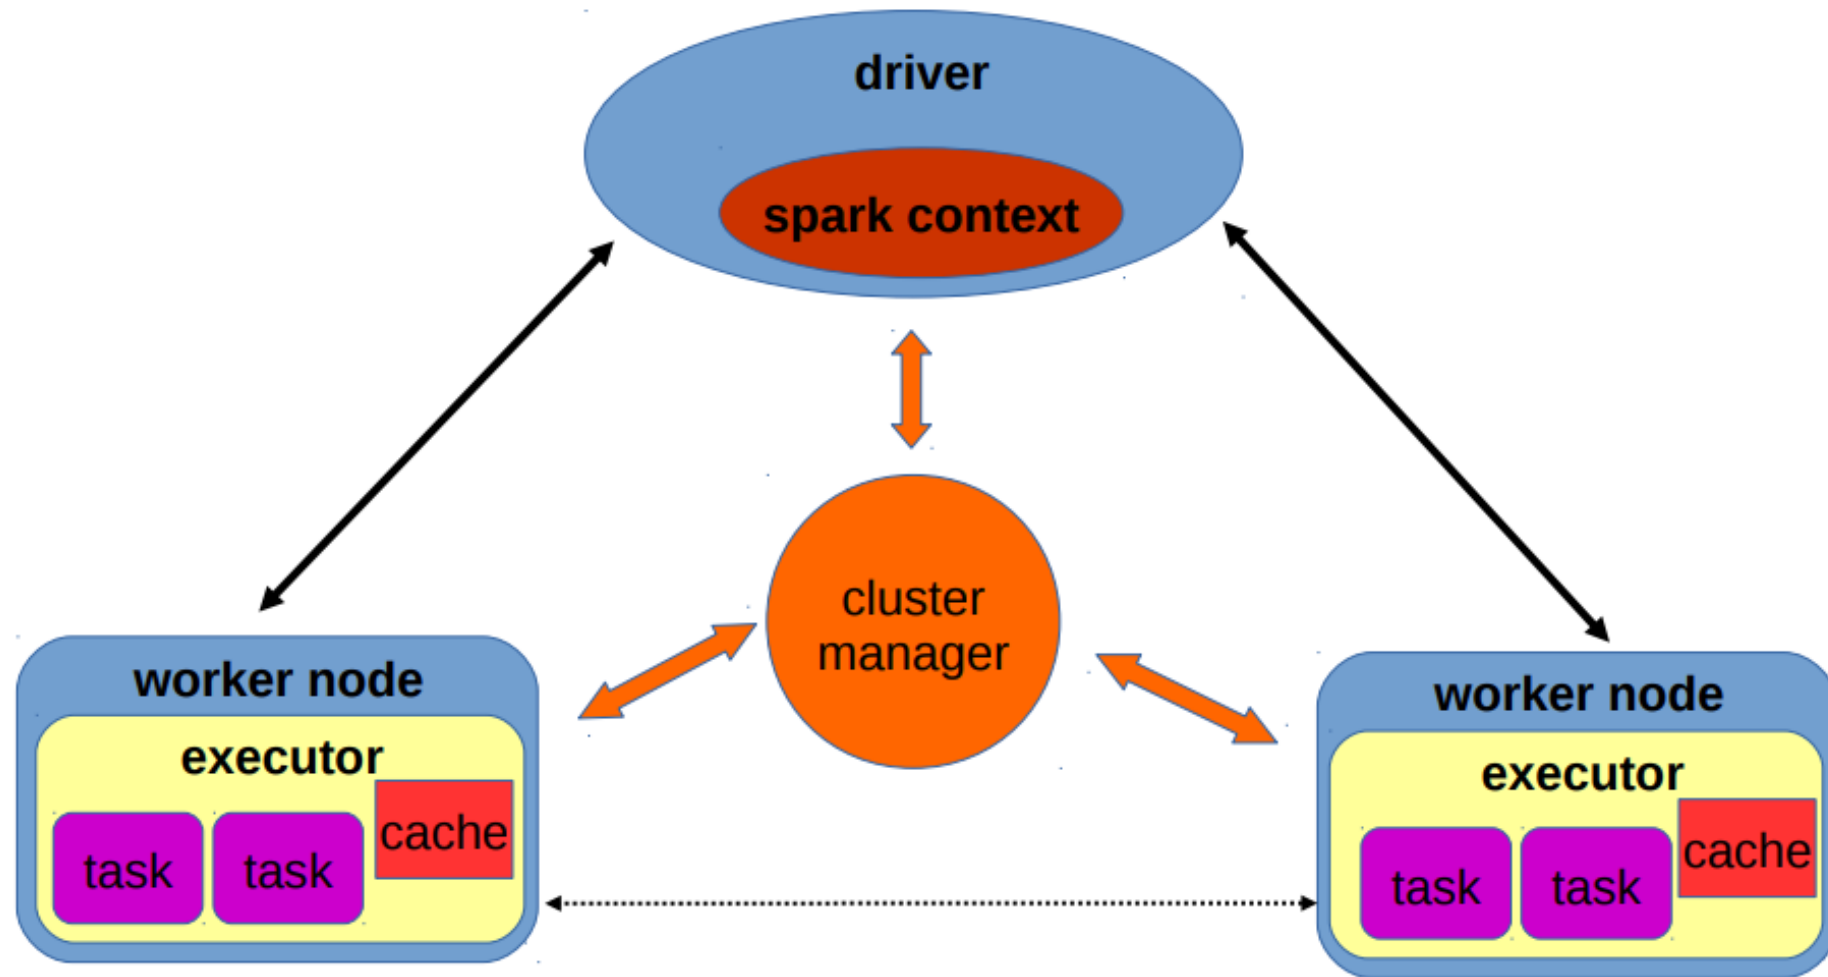 driver
spark context
cluster
manager
worker node
executor
cache
task
task
worker node
executor
cache
task
task